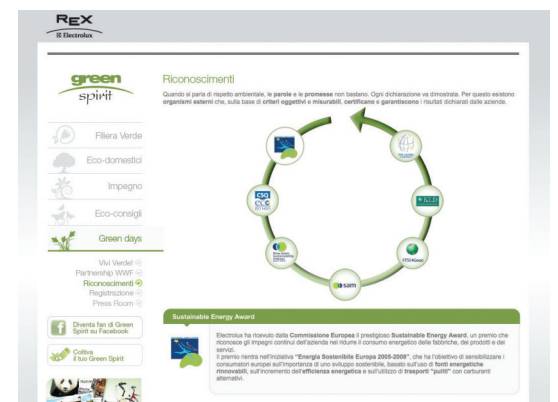 REX
Electrolux
green
spirit
Filiera Verde
Eco-domestici
Impegno
Eco-consigli
Green days
Vivi Verde!
Partnership WWF
Riconoscimenti
Registrazione
Press Room
Diventa fan di Green
Spirit su Facebook
Coltiva
il tuo Green Spirit
Riconoscimenti
Quando si parla di rispetto ambientale, le parole e le promesse non bastano. Ogni dichiarazione va dimostrata. Per questo esistono
organismi esterni che, sulla base di criteri oggettivi e misurabili, certificano e garantiscono i risultati dichiarati dalle aziende.
CSQ
KLD
FTSE4Good
sam
Sustainable Energy Award
Electrolux ha ricevuto dalla Commissione Europea il prestigioso Sustainable Energy Award, un premio che
riconosce gli impegni continui dell'azienda nel ridurre il consumo energetico delle fabbriche, dei prodotti e dei
servizi.
Il premio rientra nell'iniziativa "Energia Sostenibile Europa 2005-2008", che ha l'obiettivo di sensibilizzare i
consumatori europei sull'importanza di uno sviluppo sostenibile, basato sull'uso di fonti energetiche
rinnovabili, sull'incremento dell'efficienza energetica e sull'utilizzo di trasporti "puliti" con carburanti
alternativi.